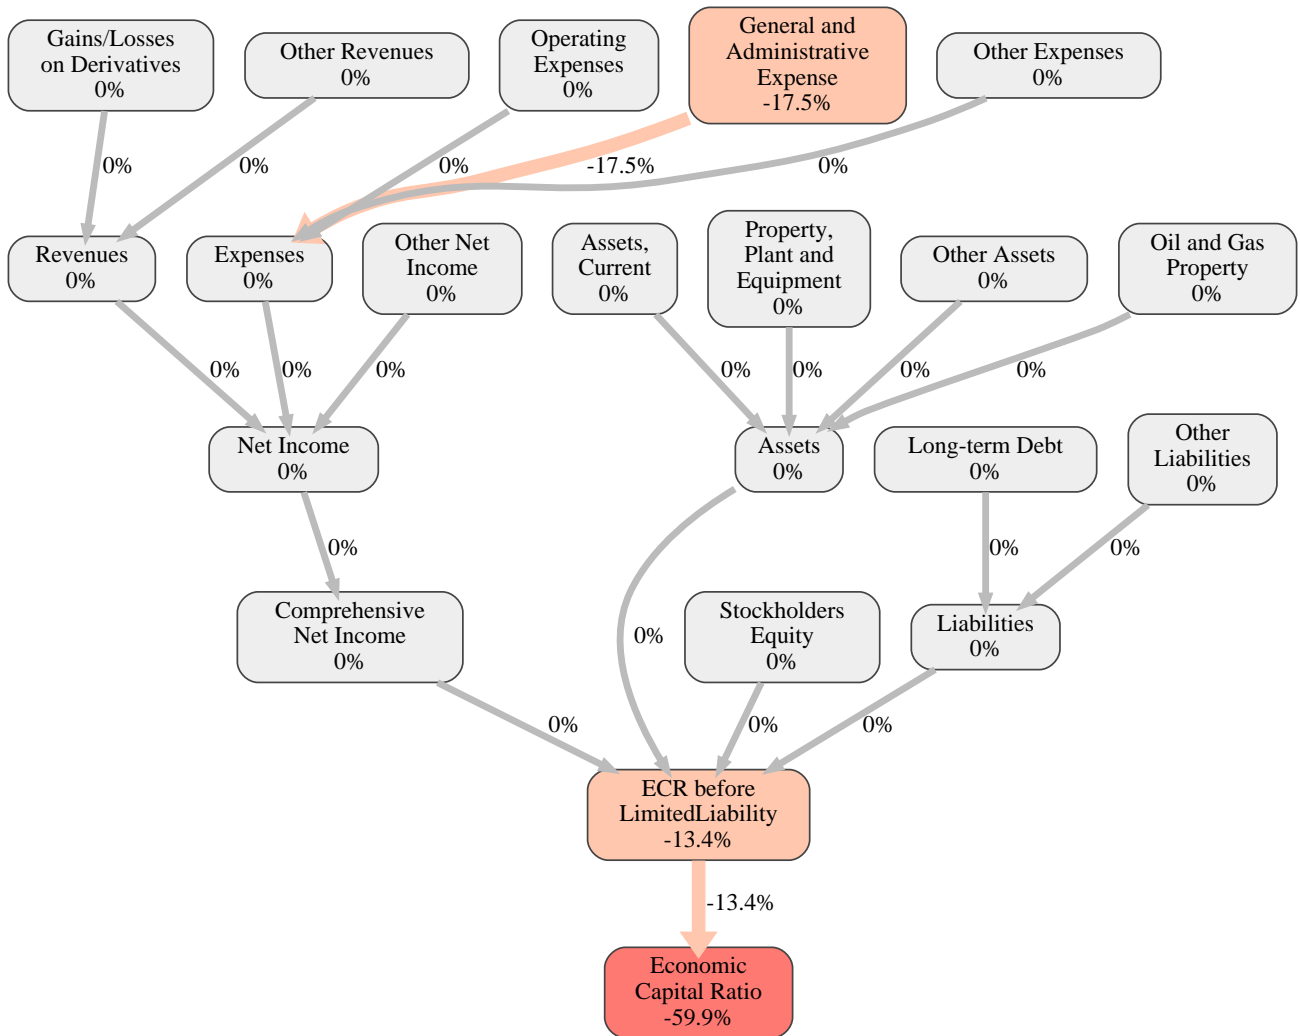 Gains/Losses
on Derivatives
0%
Other Revenues
0%
Operating
Expenses
0%
General and
Administrative
Expense
-17.5%
Other Expenses
0%
0%
0%
0%
-17.5%
0%
Revenues
0%
Expenses
0%
Other Net
Income
0%
Assets,
Current
0%
Property,
Plant and
Equipment
0%
Other Assets
0%
Oil and Gas
Property
0%
0%
0%
0%
0%
0%
0%
0%
Net Income
0%
Assets
0%
Long-term Debt
0%
Other
Liabilities
0%
0%
0%
0%
Comprehensive
Net Income
0%
0%
Stockholders
Equity
0%
Liabilities
0%
0%
0%
0%
ECR before
LimitedLiability
-13.4%
-13.4%
Economic
Capital Ratio
-59.9%